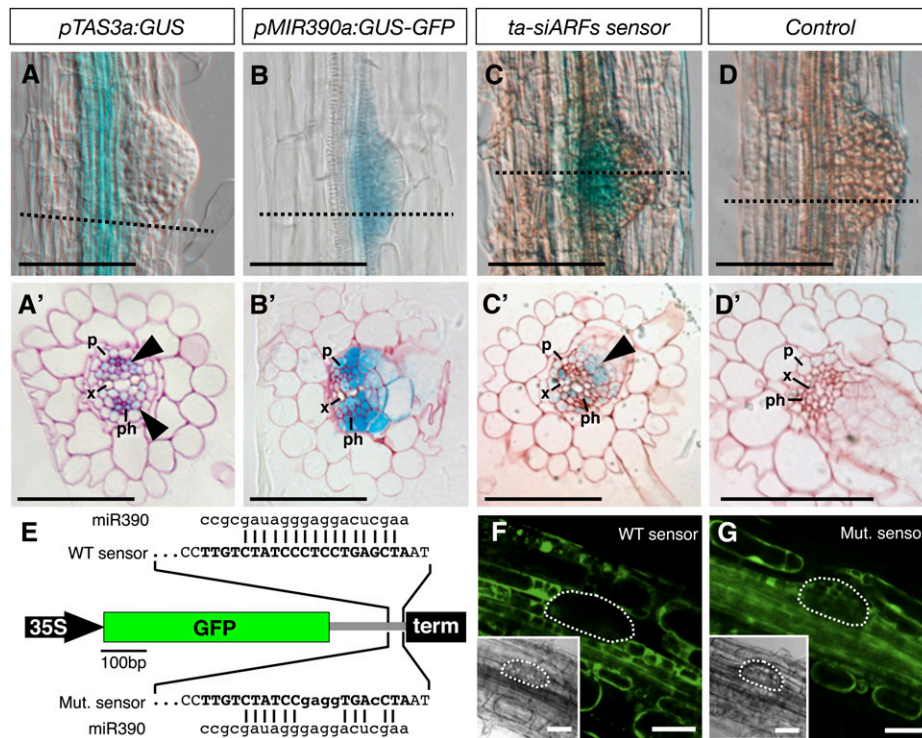 pTAS3a:GUS
pMIR390a:GUS-GFP
ta-siARFs sensor
Control
A
B
C
D
A'
p
x
ph
B'
p
x
ph
C'
p
x
ph
D'
p
x
ph
E
miR390 ccgcgauagggaggacucgaa
WT sensor ...CCTTGTCTATCCCTCCTGAGCTAAT
35S GFP term
100bp
Mut. sensor ...CCTTGTCTATCCgaggTGAcCTAAT
miR390 ccgcgauagggaggacucgaa
F
WT sensor
G
Mut. sensor